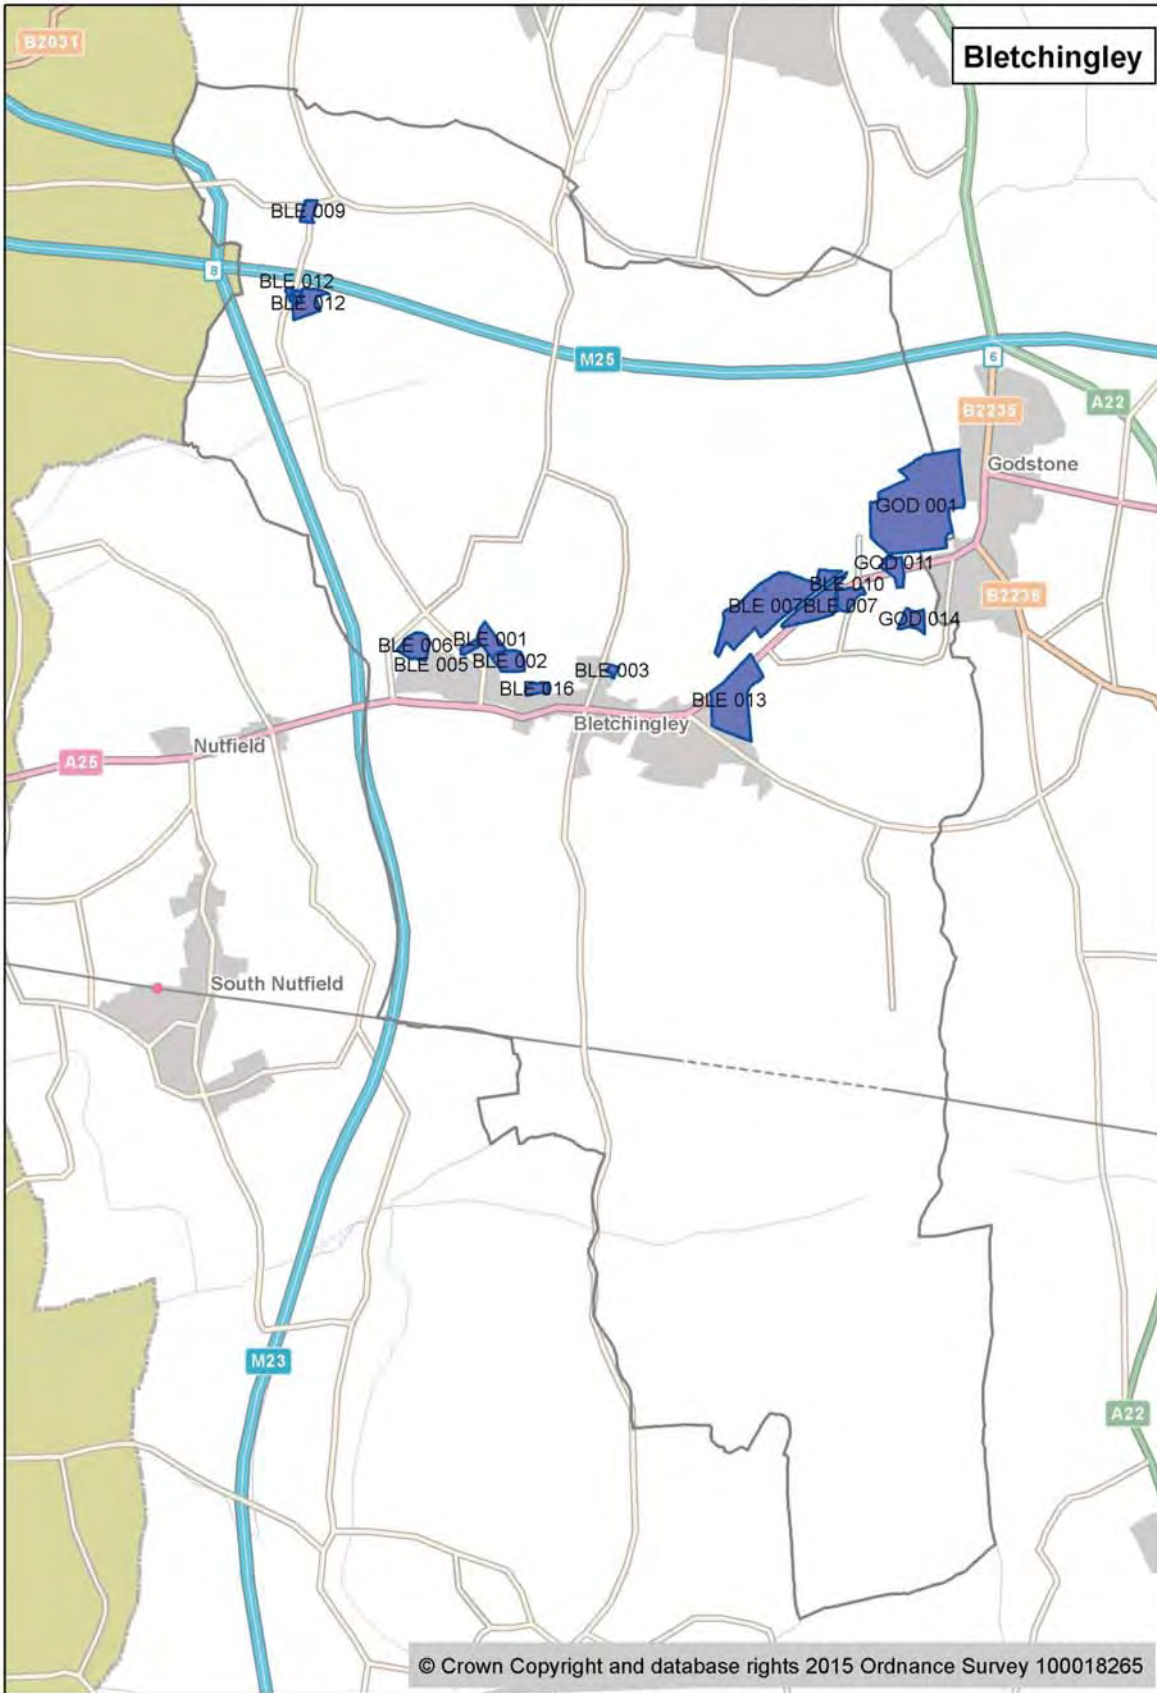 B2031
Bletchingley
BLE 009
8
BLE 012
BLE 012
M25
6
A22
B2235
Godstone
GOD 001
GOD 011
BLE 010
BLE 007
BLE 007
B2236
GOD 014
BLE 006
BLE 001
BLE 005
BLE 002
BLE 003
BLE 016
BLE 013
Bletchingley
Nutfield
A25
South Nutfield
M23
A22
© Crown Copyright and database rights 2015 Ordnance Survey 100018265